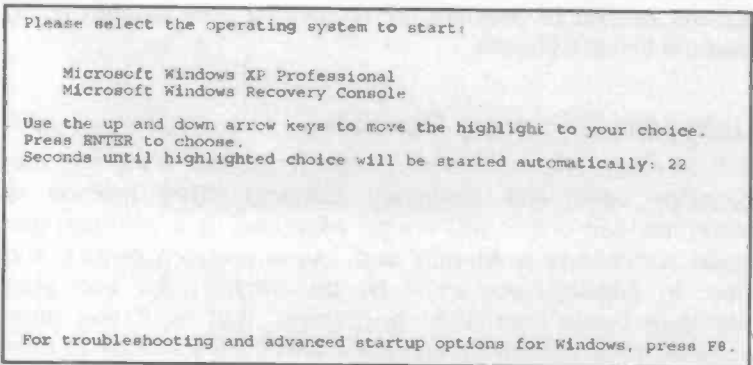 Please select the operating system to start:
Microsoft Windows XP Professional
Microsoft Windows Recovery Console
Use the up and down arrow keys to move the highlight to your choice.
Press ENTER to choose.
Seconds until highlighted choice will be started automatically: 22
For troubleshooting and advanced startup options for Windows, press F8.